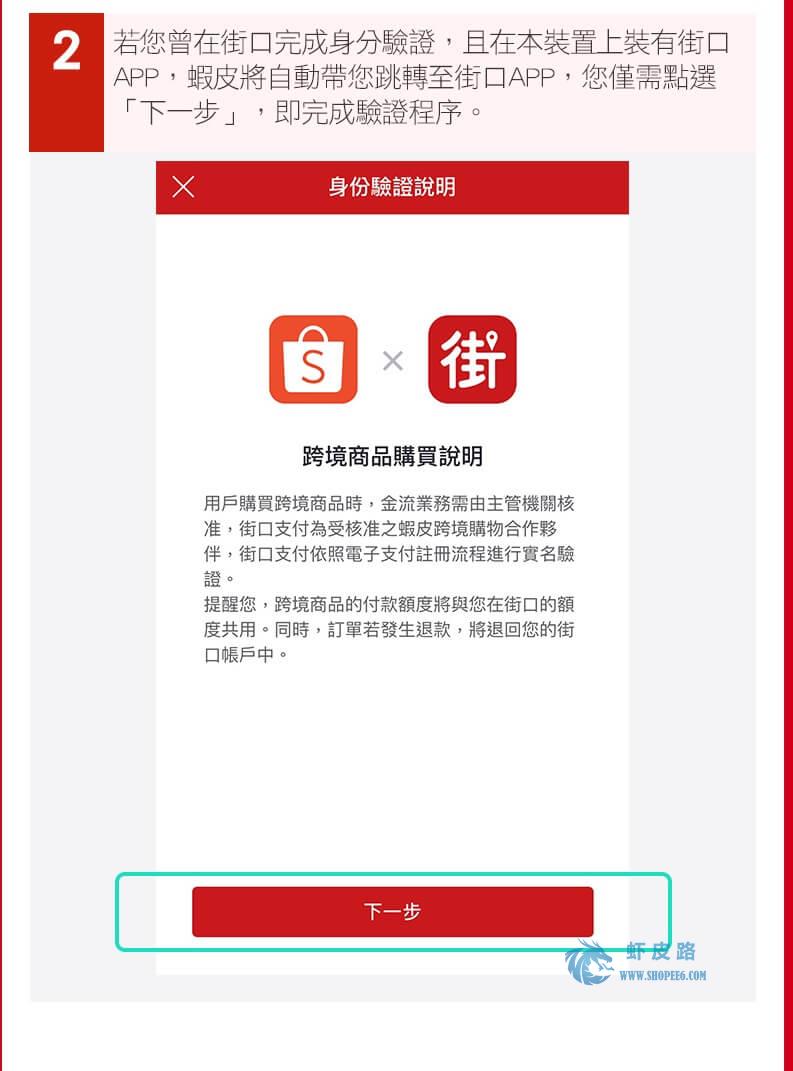 2
若您曾在街口完成身分驗證，且在本裝置上裝有街口
APP，蝦皮將自動帶您跳轉至街口APP，您僅需點選
「下一步」，即完成驗證程序。
身份驗證說明
S × 街
跨境商品購買說明
用戶購買跨境商品時，金流業務需由主管機關核
准，街口支付為受核准之蝦皮跨境購物合作夥
伴，街口支付依照電子支付註冊流程進行實名驗
證。
提醒您，跨境商品的付款額度將與您在街口的額
度共用。同時，訂單若發生退款，將退回您的街
口帳戶中。
下一步
虾皮路
WWW.SHOPEE6.COM